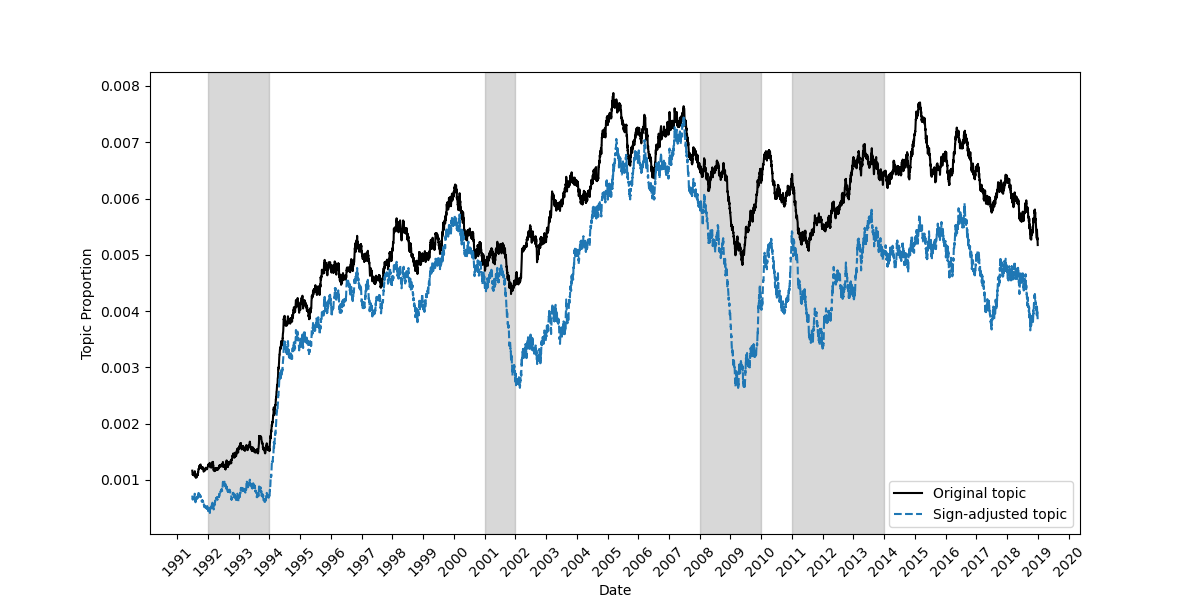 0.008
0.007
0.006
0.005
0.004
0.003
0.002
0.001
Topic Proportion
Original topic
Sign-adjusted topic
1991 1992 1993 1994 1995 1996 1997 1998 1999 2000 2001 2002 2003 2004 2005 2006 2007 2008 2009 2010 2011 2012 2013 2014 2015 2016 2017 2018 2019 2020
Date